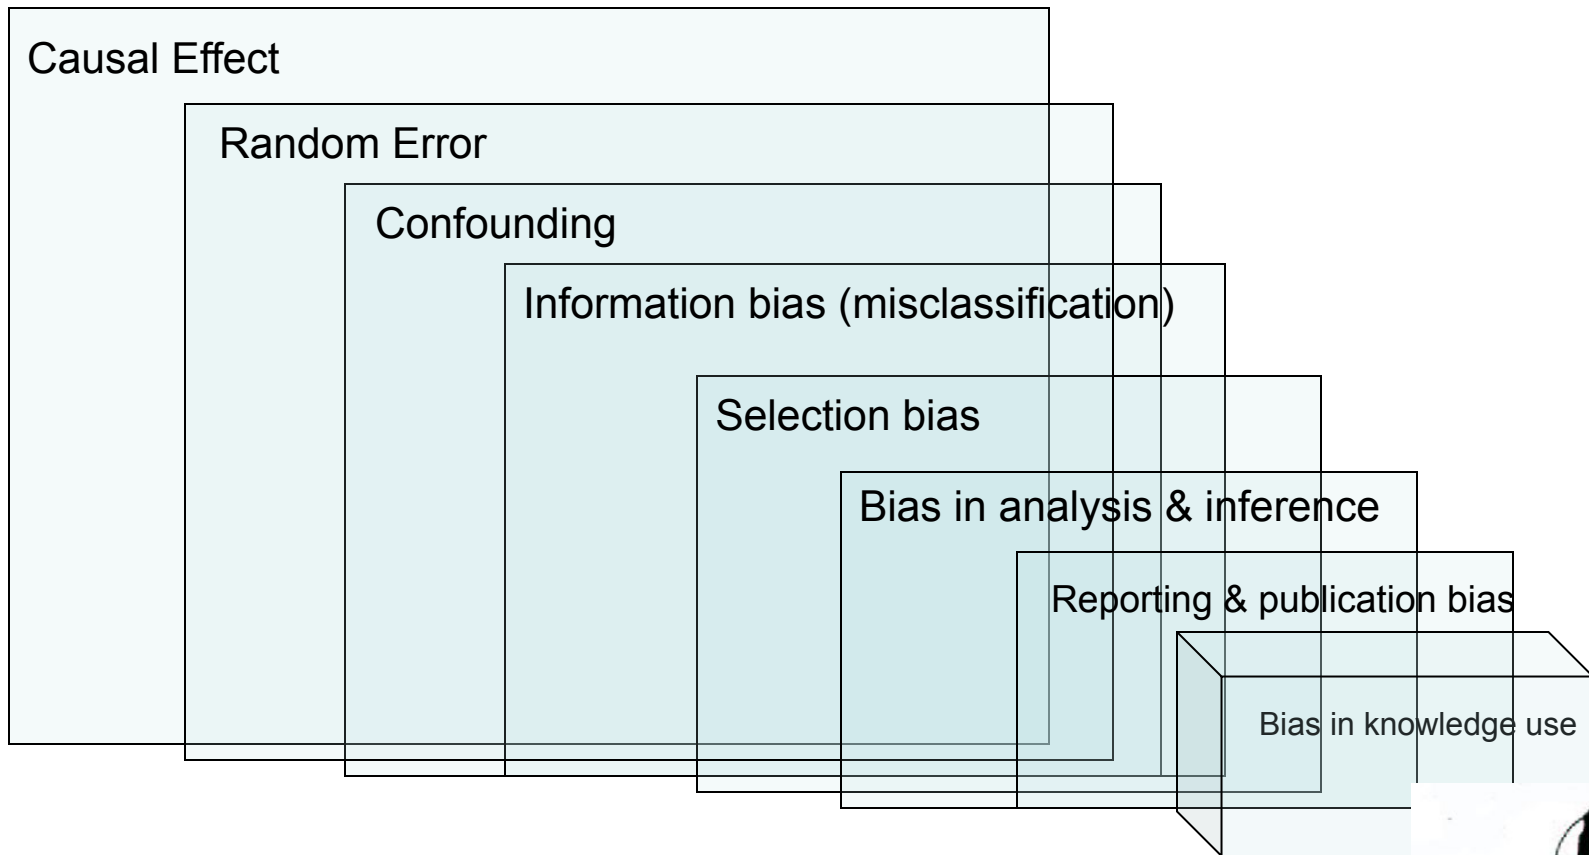 Causal Effect
Random Error
Confounding
Information bias (misclassification)
Selection bias
Bias in analysis & inference
Reporting & publication bias
Bias in knowledge use